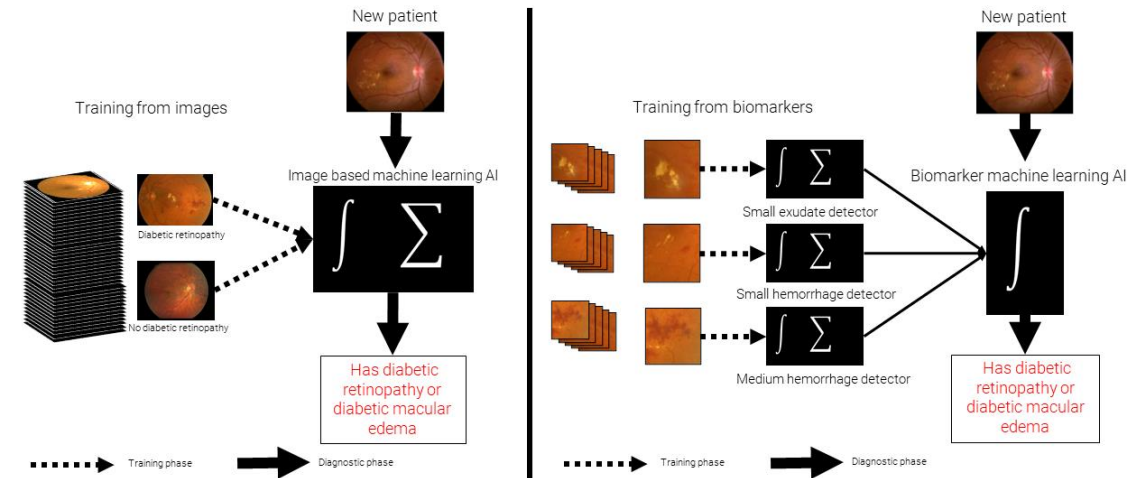 New patient
Training from images
Image based machine learning AI
∫ ∑
Diabetic retinopathy
No diabetic retinopathy
Has diabetic
retinopathy or
diabetic macular
edema
Training phase
Diagnostic phase
New patient
Training from biomarkers
Biomarker machine learning AI
∫ ∑
Small exudate detector
∫ ∑
Small hemorrhage detector
∫ ∑
Medium hemorrhage detector
∫
Has diabetic
retinopathy or
diabetic macular
edema
Training phase
Diagnostic phase